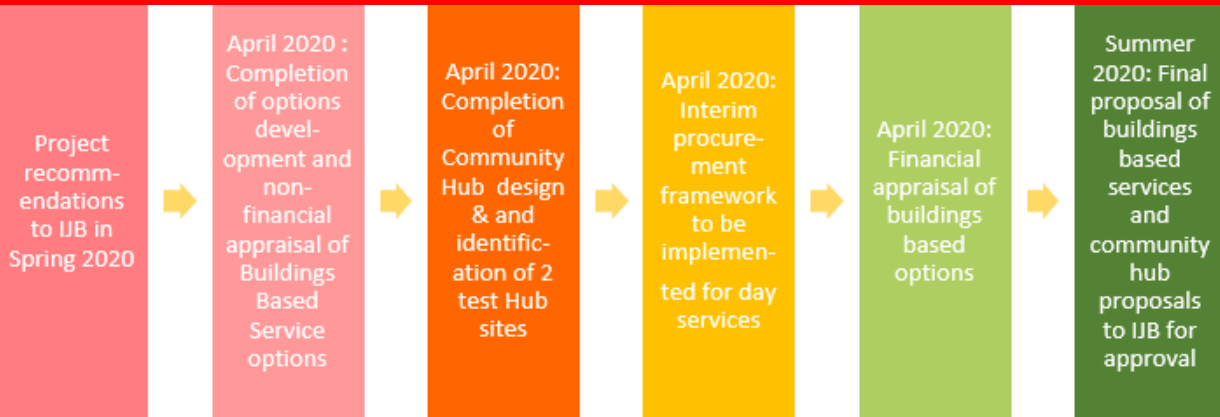 Project
recomm-
endations
to IJB in
Spring 2020
April 2020 :
Completion
of options
devel-
opment and
non-
financial
appraisal of
Buildings
Based
Service
options
April 2020:
Completion
of
Community
Hub design
& and
identific-
ation of 2
test Hub
sites
April 2020:
Interim
procure-
ment
framework
to be
implemen-
ted for day
services
April 2020:
Financial
appraisal of
buildings
based
options
Summer
2020: Final
proposal of
buildings
based
services
and
community
hub
proposals
to IJB for
approval